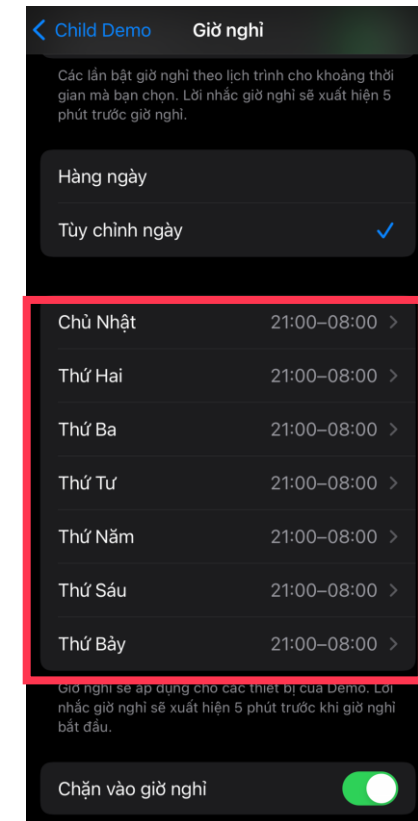 Child Demo Giờ nghỉ
Các lần bật giờ nghỉ theo lịch trình cho khoảng thời
gian mà bạn chọn. Lời nhắc giờ nghỉ sẽ xuất hiện 5
phút trước giờ nghỉ.
Hàng ngày
Tùy chỉnh ngày
Chủ Nhật 21:00–08:00
Thứ Hai 21:00–08:00
Thứ Ba 21:00–08:00
Thứ Tư 21:00–08:00
Thứ Năm 21:00–08:00
Thứ Sáu 21:00–08:00
Thứ Bảy 21:00–08:00
Giờ nghỉ sẽ áp dụng cho các thiết bị của Demo. Lời
nhắc giờ nghỉ sẽ xuất hiện 5 phút trước khi giờ nghỉ
bắt đầu.
Chặn vào giờ nghỉ